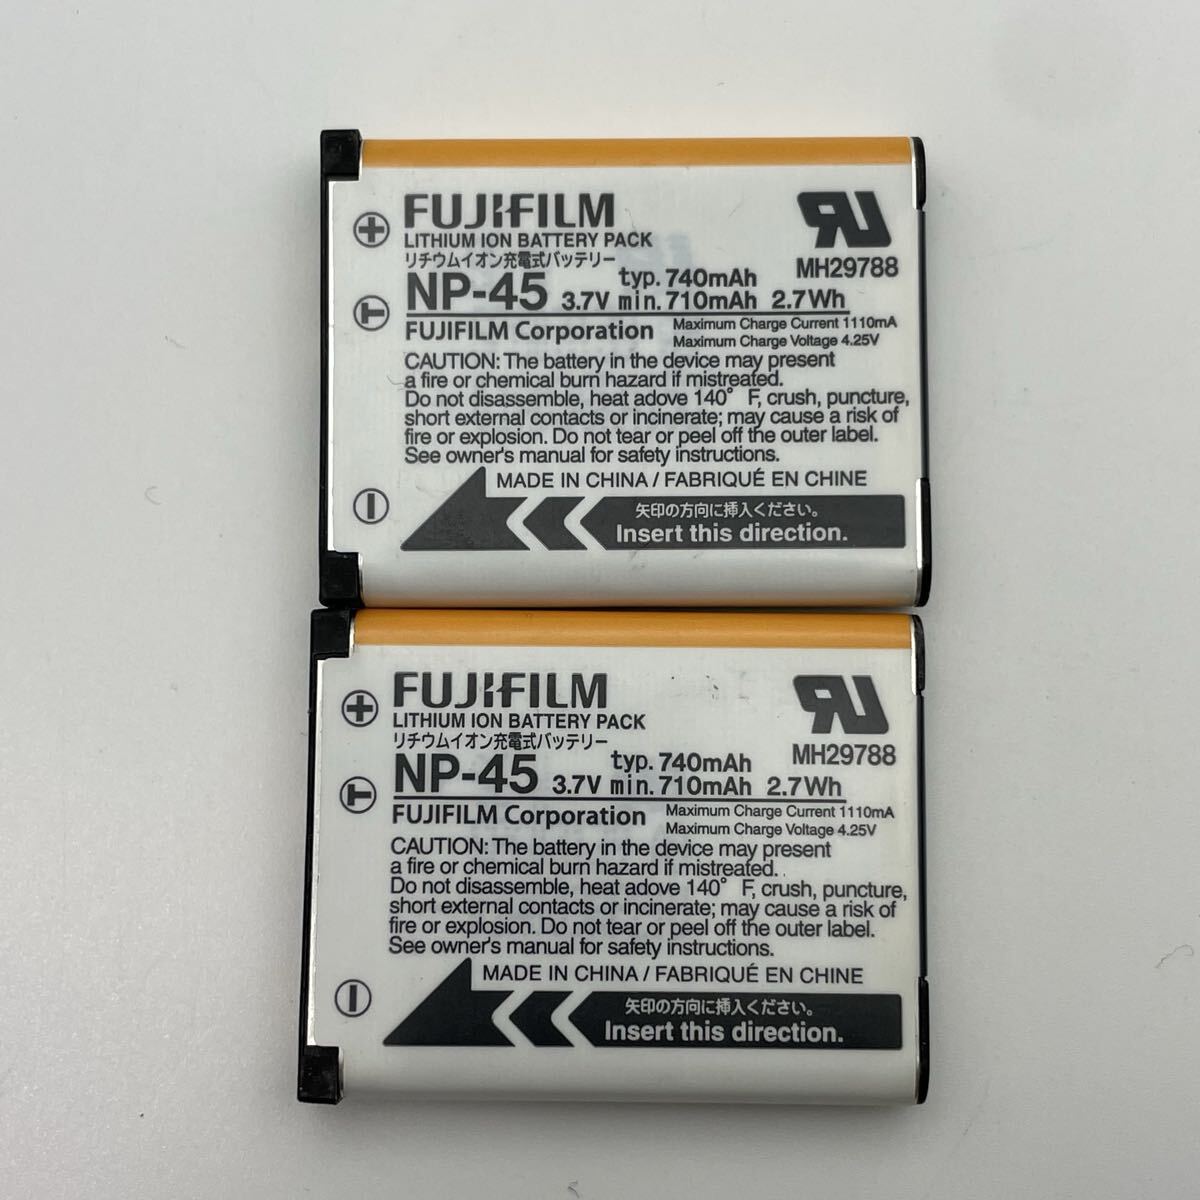 FUJIFILM
LITHIUM ION BATTERY PACK
リチウムイオン充電式バッテリー
NP-45 3.7V typ. 740mAh min. 710mAh 2.7Wh
MH29788
FUJIFILM Corporation
Maximum Charge Current 1110mA
Maximum Charge Voltage 4.25V
CAUTION: The battery in the device may present
a fire or chemical burn hazard if mistreated.
Do not disassemble, heat adove 140° F, crush, puncture,
short external contacts or incinerate; may cause a risk of
fire or explosion. Do not tear or peel off the outer label.
See owner's manual for safety instructions.
MADE IN CHINA / FABRIQUÉ EN CHINE
矢印の方向に挿入ください。
Insert this direction.
+
T
-
FUJIFILM
LITHIUM ION BATTERY PACK
リチウムイオン充電式バッテリー
NP-45 3.7V typ. 740mAh min. 710mAh 2.7Wh
MH29788
FUJIFILM Corporation
Maximum Charge Current 1110mA
Maximum Charge Voltage 4.25V
CAUTION: The battery in the device may present
a fire or chemical burn hazard if mistreated.
Do not disassemble, heat adove 140° F, crush, puncture,
short external contacts or incinerate; may cause a risk of
fire or explosion. Do not tear or peel off the outer label.
See owner's manual for safety instructions.
MADE IN CHINA / FABRIQUÉ EN CHINE
矢印の方向に挿入ください。
Insert this direction.
+
T
-